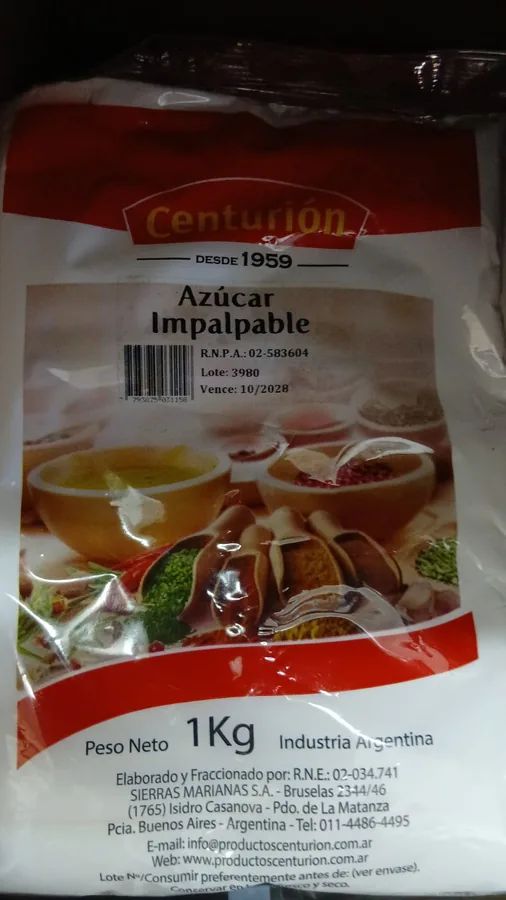 Centurión
DESDE 1959
Azúcar
Impalpable
R.N.P.A.: 02-583604
Lote: 3980
Vence: 10/2028
Peso Neto 1Kg Industria Argentina
Elaborado y Fraccionado por: R.N.E.: 02-034.741
SIERRAS MARIANAS S.A. - Bruselas 2344/46
(1765) Isidro Casanova - Pdo. de La Matanza
Pcia. Buenos Aires - Argentina - Tel: 011-4486-4495
E-mail: info@productoscenturion.com.ar
Web: www.productoscenturion.com.ar
Lote Nº/Consumir preferentemente antes de: (ver envase).
Conservar en y seco.